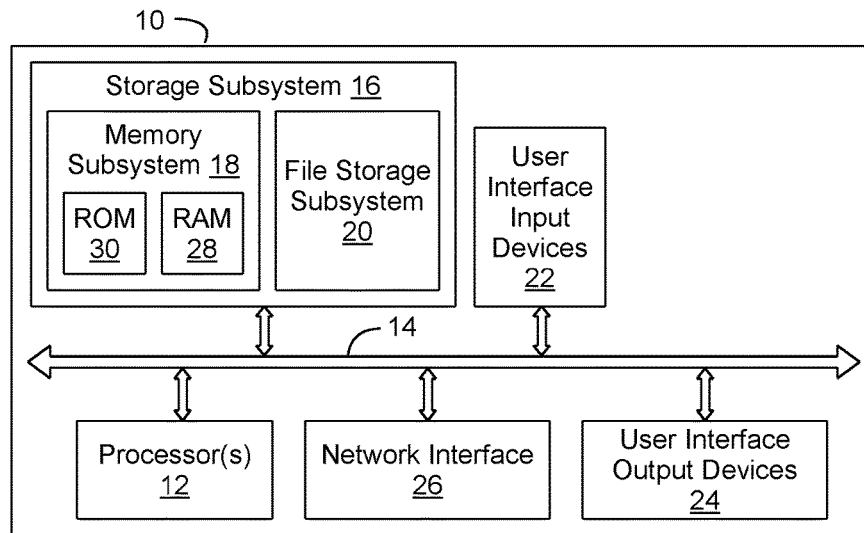 10
Storage Subsystem 16
Memory
Subsystem 18
ROM
30
RAM
28
File Storage
Subsystem
20
User
Interface
Input
Devices
22
14
Processor(s)
12
Network Interface
26
User Interface
Output Devices
24